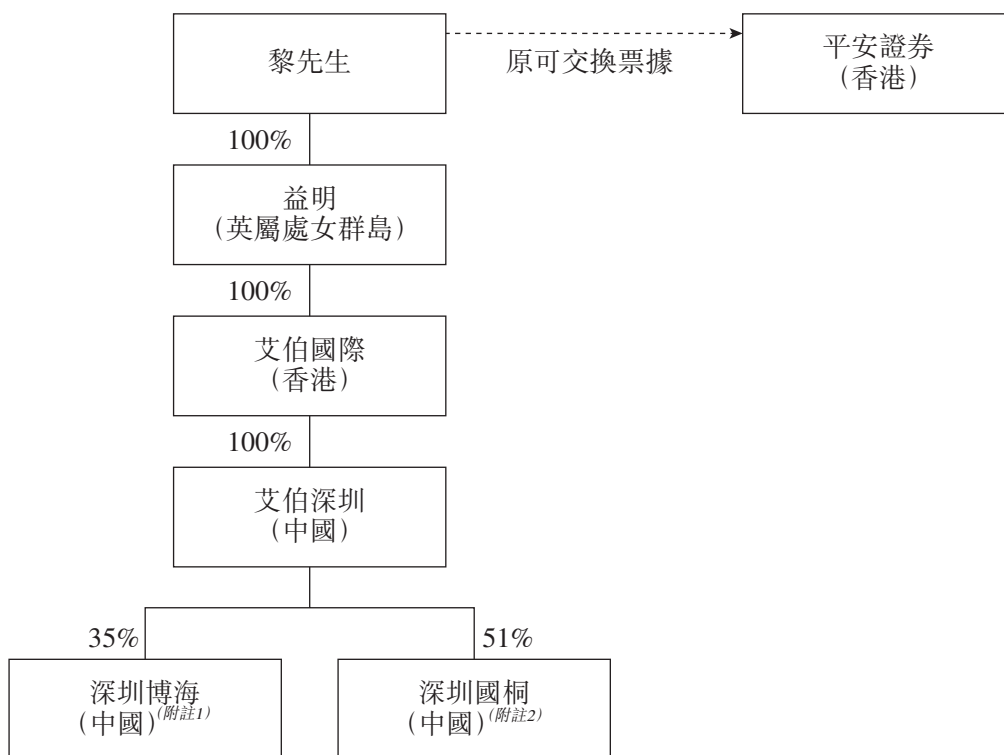 黎先生
原可交換票據
平安證券
（香港）
100%
益明
（英屬處女群島）
100%
艾伯國際
（香港）
100%
艾伯深圳
（中國）
35%
51%
深圳博海
（中國）(附註1)
深圳國桐
（中國）(附註2)